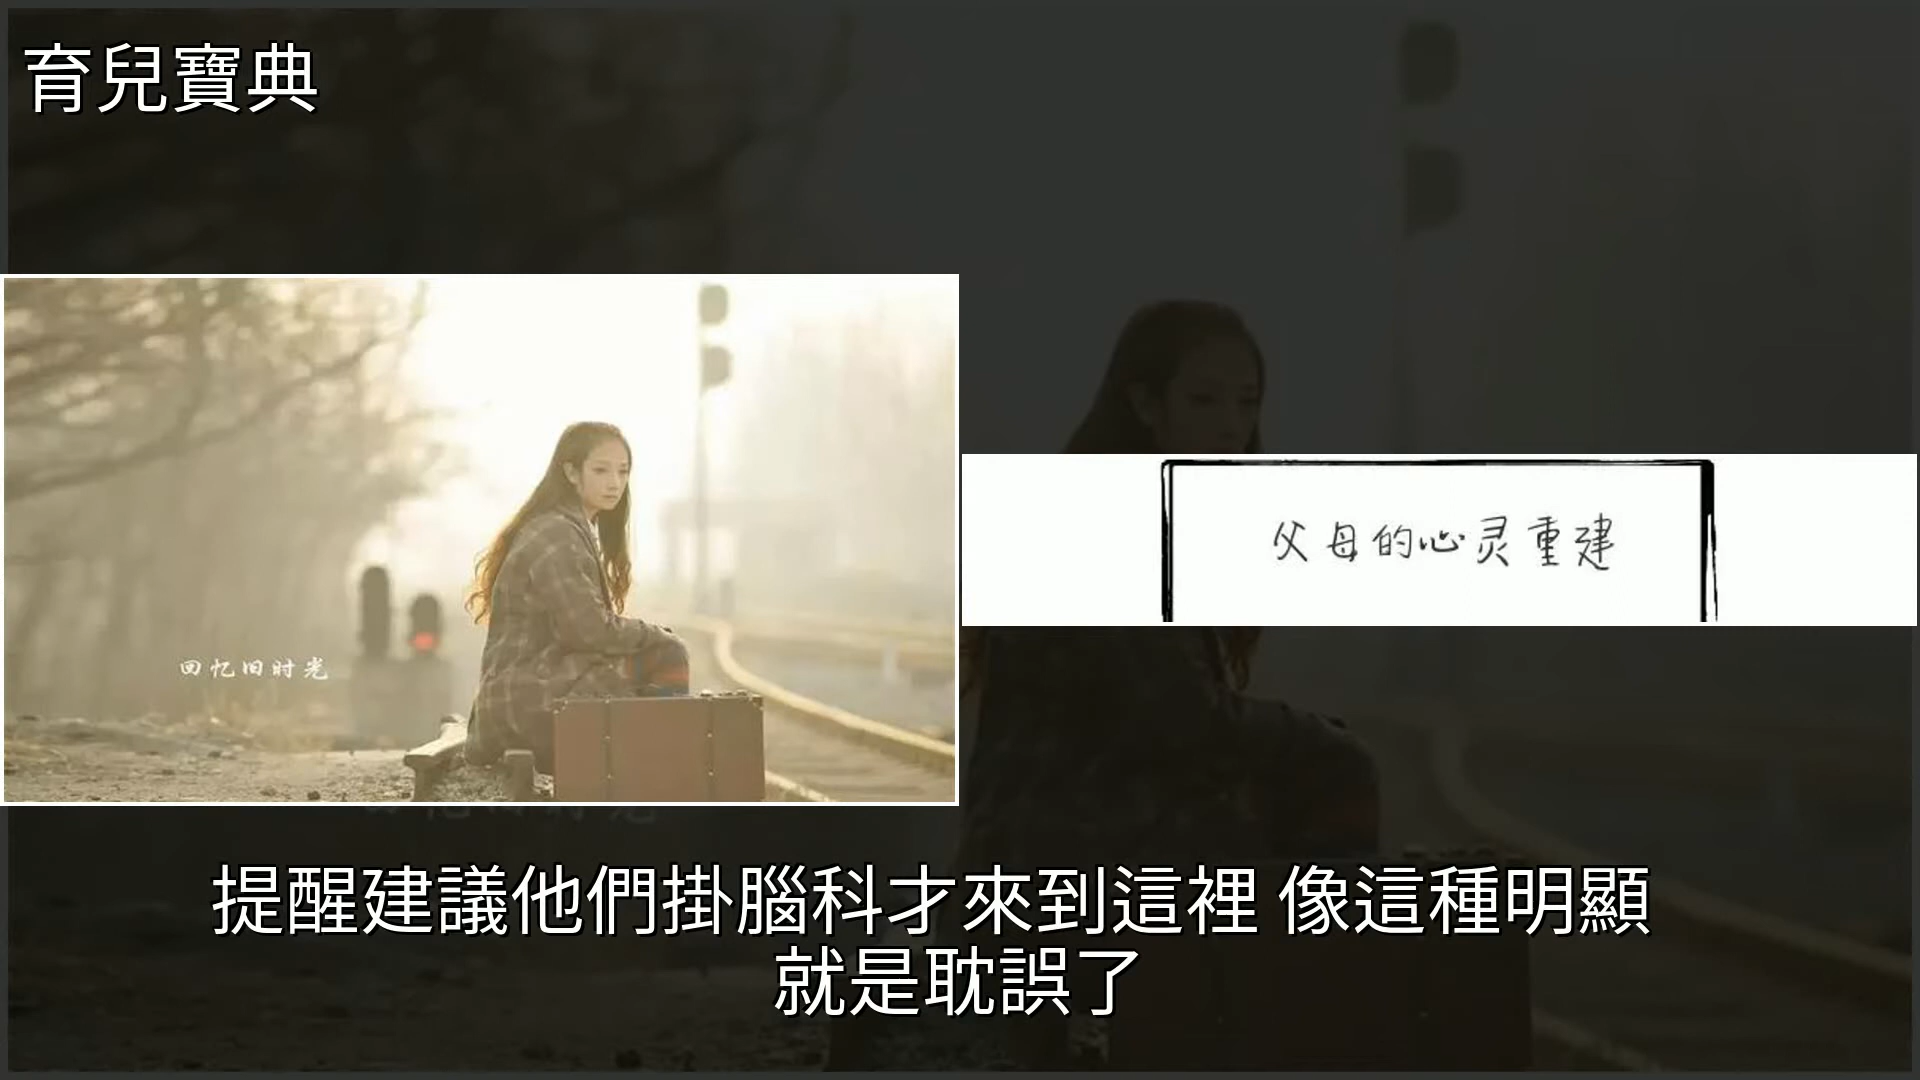 育兒寶典
回忆旧时光
父母的心灵重建
提醒建議他們掛腦科才來到這裡 像這種明顯
就是耽誤了